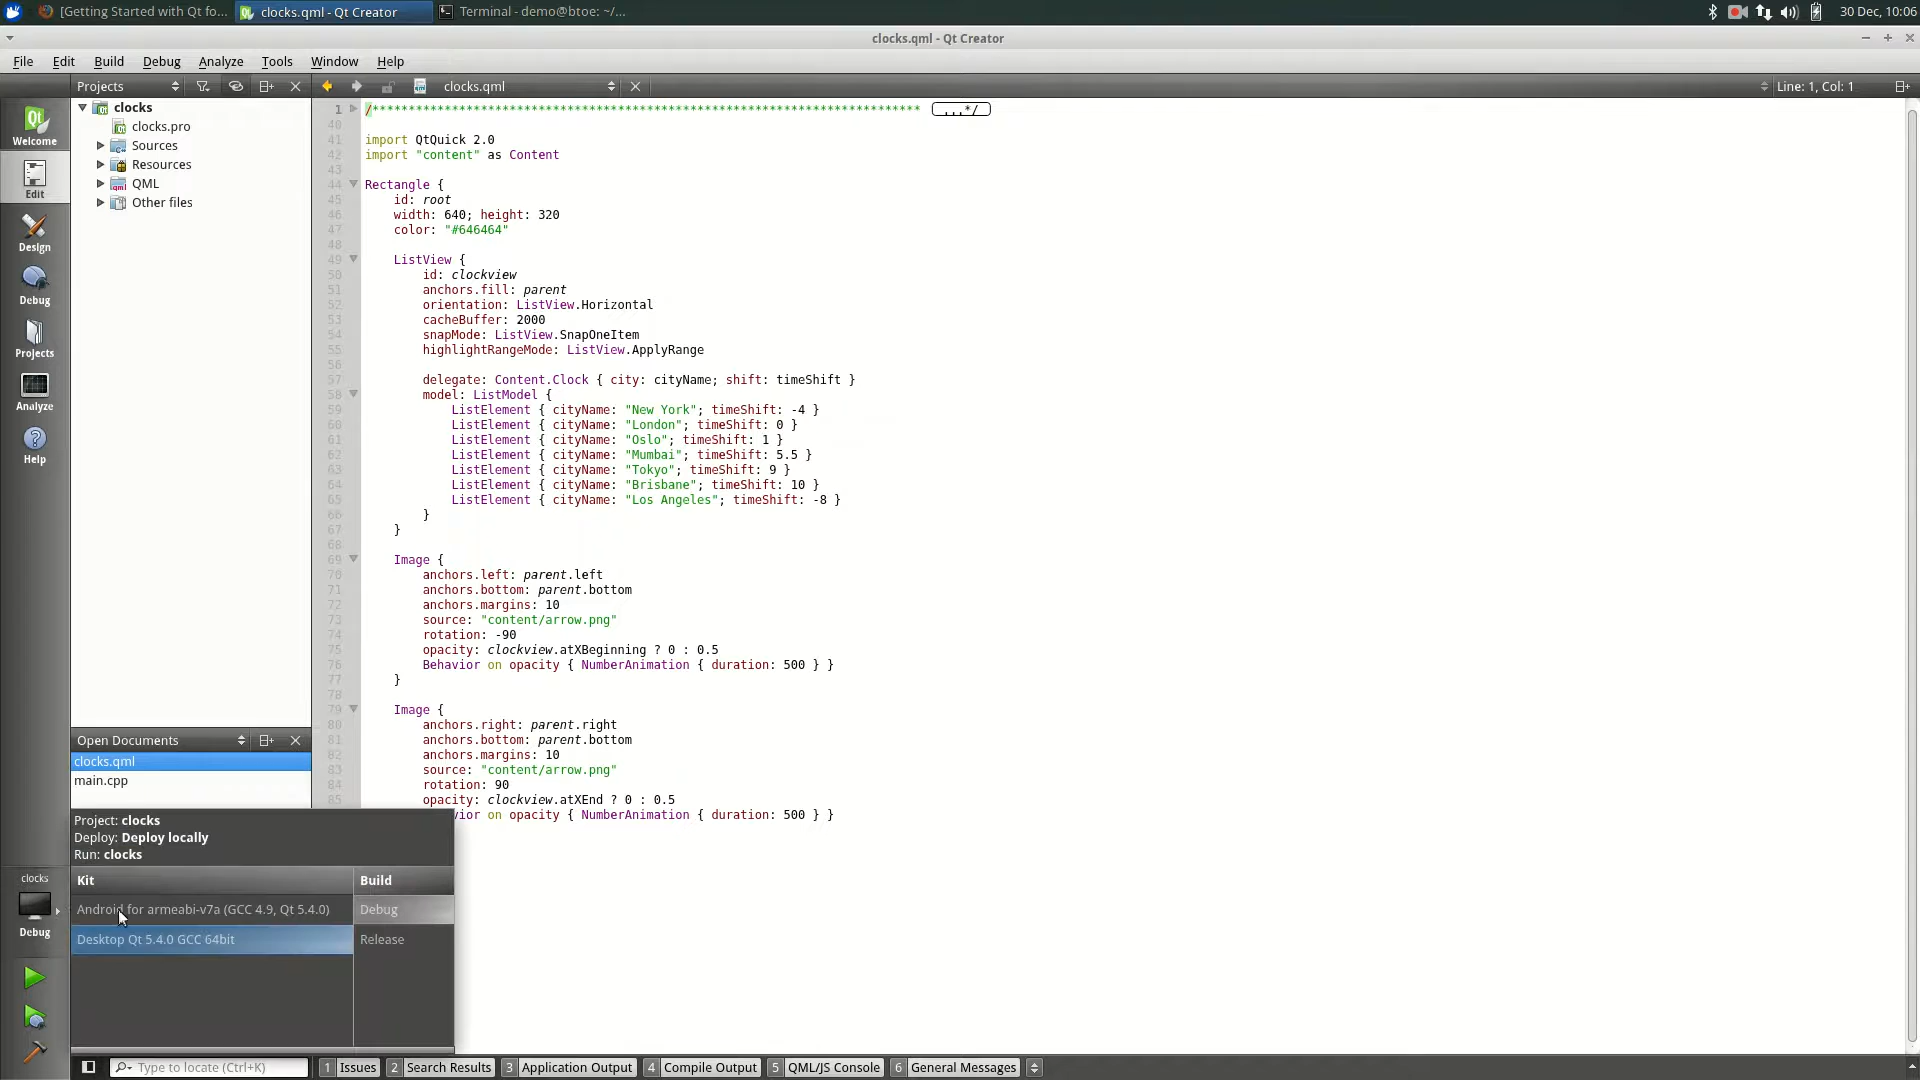 [Getting Started with Qt fo... clocks.qml - Qt Creator Terminal - demo@btoe: ~/... 30 Dec, 10:06
clocks.qml - Qt Creator
File Edit Build Debug Analyze Tools Window Help
Projects clocks.qml Line: 1, Col: 1
Welcome
Edit
Design
Debug
Projects
Analyze
Help
clocks
clocks.pro
Sources
Resources
QML
Other files
1 /**************************************************************************** ...*/
40
41 import QtQuick 2.0
42 import "content" as Content
43
44 Rectangle {
45 id: root
46 width: 640; height: 320
47 color: "#646464"
48
49 ListView {
50 id: clockview
51 anchors.fill: parent
52 orientation: ListView.Horizontal
53 cacheBuffer: 2000
54 snapMode: ListView.SnapOneItem
55 highlightRangeMode: ListView.ApplyRange
56
57 delegate: Content.Clock { city: cityName; shift: timeShift }
58 model: ListModel {
59 ListElement { cityName: "New York"; timeShift: -4 }
60 ListElement { cityName: "London"; timeShift: 0 }
61 ListElement { cityName: "Oslo"; timeShift: 1 }
62 ListElement { cityName: "Mumbai"; timeShift: 5.5 }
63 ListElement { cityName: "Tokyo"; timeShift: 9 }
64 ListElement { cityName: "Brisbane"; timeShift: 10 }
65 ListElement { cityName: "Los Angeles"; timeShift: -8 }
66 }
67 }
68
69 Image {
70 anchors.left: parent.left
71 anchors.bottom: parent.bottom
72 anchors.margins: 10
73 source: "content/arrow.png"
74 rotation: -90
75 opacity: clockview.atXBeginning ? 0 : 0.5
76 Behavior on opacity { NumberAnimation { duration: 500 } }
77 }
78
79 Image {
80 anchors.right: parent.right
81 anchors.bottom: parent.bottom
82 anchors.margins: 10
83 source: "content/arrow.png"
84 rotation: 90
85 opacity: clockview.atXEnd ? 0 : 0.5
vior on opacity { NumberAnimation { duration: 500 } }
Open Documents
clocks.qml
main.cpp
Project: clocks
Deploy: Deploy locally
Run: clocks
Kit Build
Android for armeabi-v7a (GCC 4.9, Qt 5.4.0) Debug
Desktop Qt 5.4.0 GCC 64bit Release
clocks
Debug
Type to locate (Ctrl+K) 1 Issues 2 Search Results 3 Application Output 4 Compile Output 5 QML/JS Console 6 General Messages